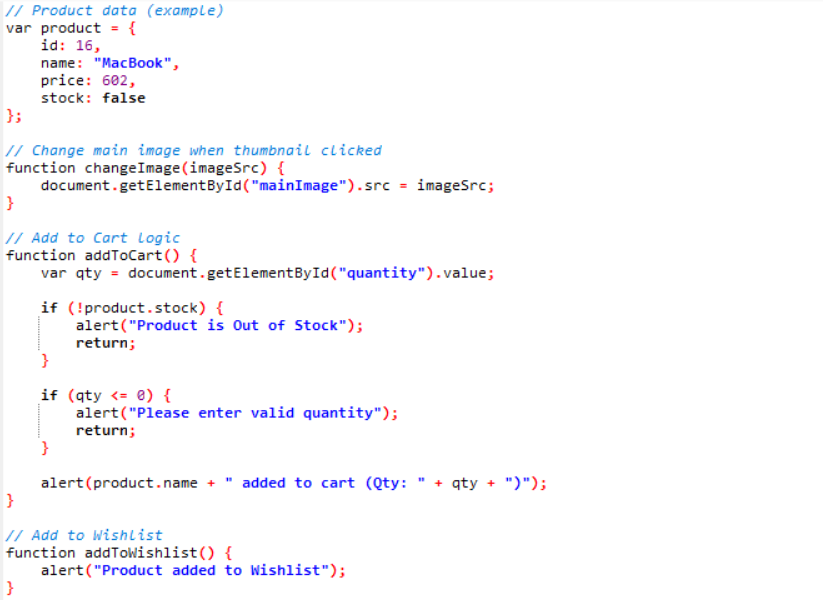 // Product data (example)
var product = {
    id: 16,
    name: "MacBook",
    price: 602,
    stock: false
};

// Change main image when thumbnail clicked
function changeImage(imageSrc) {
    document.getElementById("mainImage").src = imageSrc;
}

// Add to Cart logic
function addToCart() {
    var qty = document.getElementById("quantity").value;

    if (!product.stock) {
        alert("Product is Out of Stock");
        return;
    }

    if (qty <= 0) {
        alert("Please enter valid quantity");
        return;
    }

    alert(product.name + " added to cart (Qty: " + qty + ")");
}

// Add to Wishlist
function addToWishlist() {
    alert("Product added to Wishlist");
}